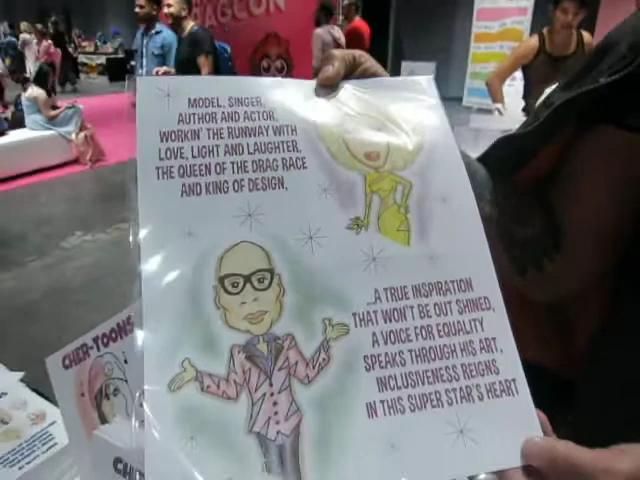 DRAGCON
MODEL, SINGER,
AUTHOR AND ACTOR,
WORKIN' THE RUNWAY WITH
LOVE, LIGHT AND LAUGHTER.
THE QUEEN OF THE DRAG RACE
AND KING OF DESIGN,
...A TRUE INSPIRATION
THAT WON'T BE OUT SHINED,
A VOICE FOR EQUALITY
SPEAKS THROUGH HIS ART,
INCLUSIVENESS REIGNS
IN THIS SUPER STAR'S HEART
CHER-TOONS